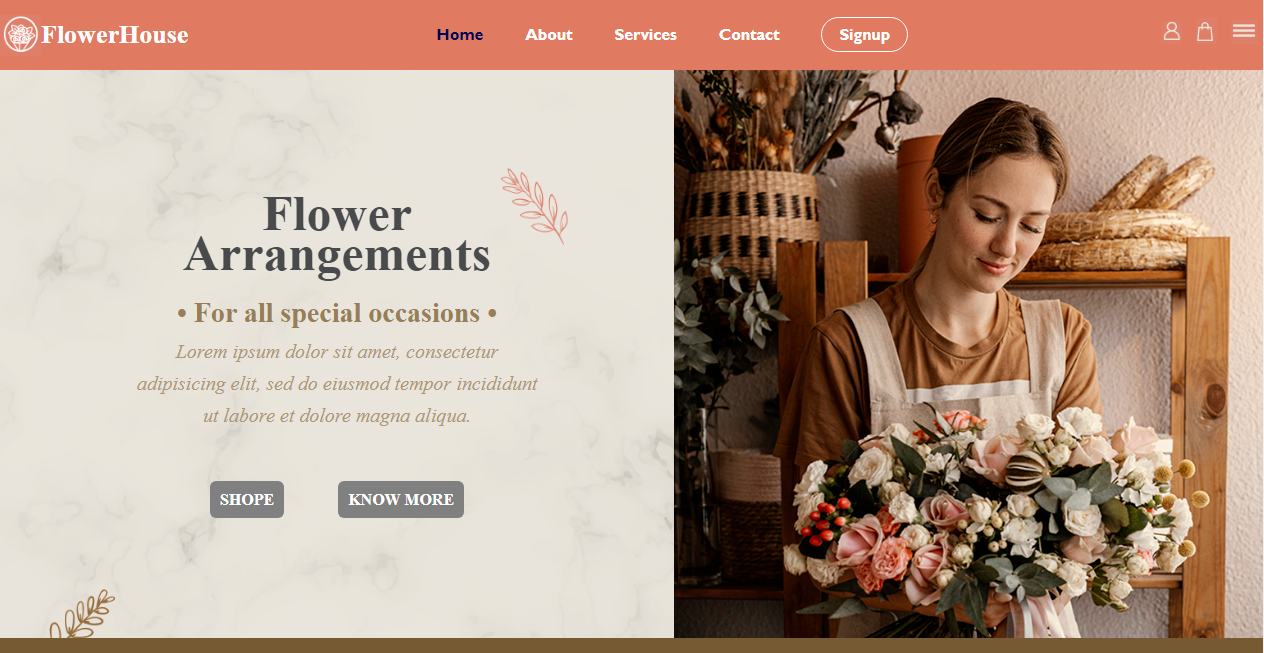 FlowerHouse
Home About Services Contact Signup
Flower
Arrangements
• For all special occasions •
Lorem ipsum dolor sit amet, consectetur
adipisicing elit, sed do eiusmod tempor incididunt
ut labore et dolore magna aliqua.
SHOPE KNOW MORE